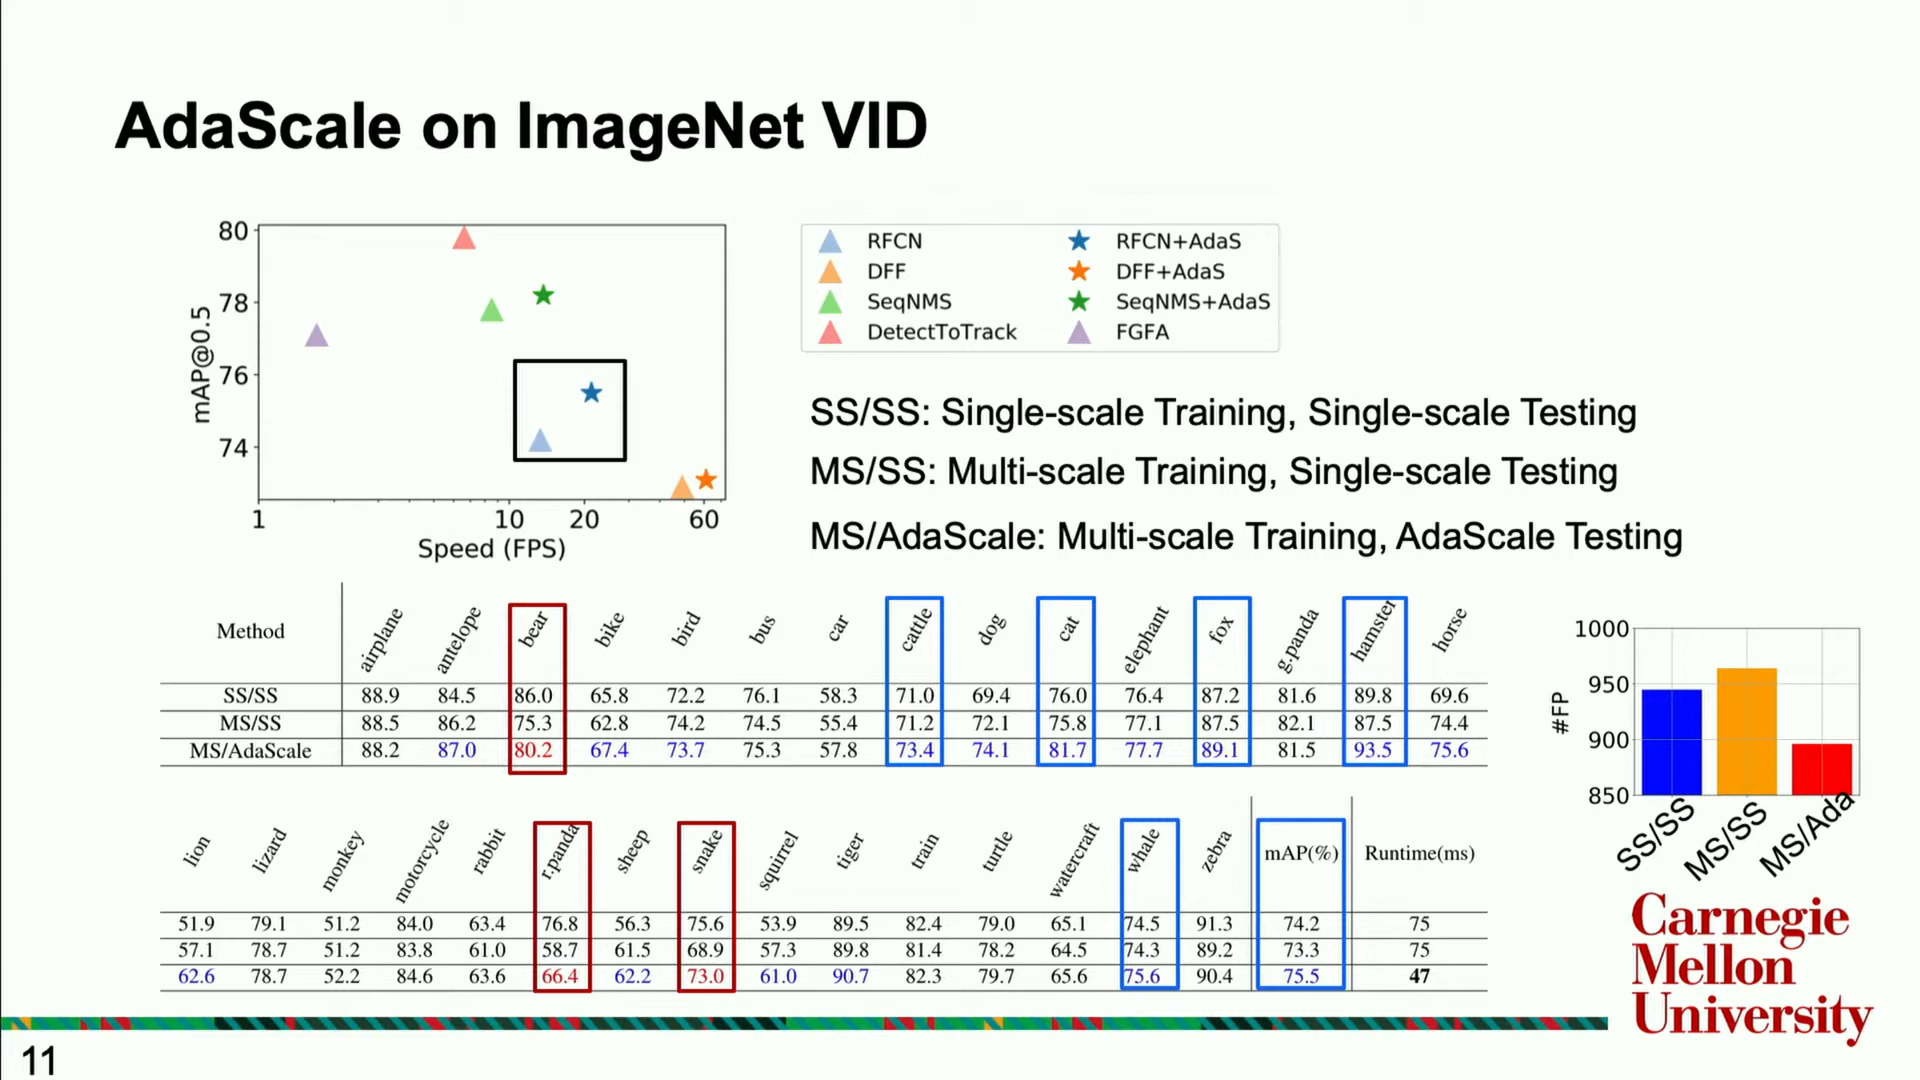 AdaScale on ImageNet VID
80
78
76
74
mAP@0.5
1 10 20 60
Speed (FPS)
RFCN RFCN+AdaS
DFF DFF+AdaS
SeqNMS SeqNMS+AdaS
DetectToTrack FGFA
SS/SS: Single-scale Training, Single-scale Testing
MS/SS: Multi-scale Training, Single-scale Testing
MS/AdaScale: Multi-scale Training, AdaScale Testing
Method airplane antelope bear bike bird bus car cattle dog cat elephant fox g.panda hamster horse
SS/SS 88.9 84.5 86.0 65.8 72.2 76.1 58.3 71.0 69.4 76.0 76.4 87.2 81.6 89.8 69.6
MS/SS 88.5 86.2 75.3 62.8 74.2 74.5 55.4 71.2 72.1 75.8 77.1 87.5 82.1 87.5 74.4
MS/AdaScale 88.2 87.0 80.2 67.4 73.7 75.3 57.8 73.4 74.1 81.7 77.7 89.1 81.5 93.5 75.6
lion lizard monkey motorcycle rabbit r.panda sheep snake squirrel tiger train turtle watercraft whale zebra mAP(%) Runtime(ms)
51.9 79.1 51.2 84.0 63.4 76.8 56.3 75.6 53.9 89.5 82.4 79.0 65.1 74.5 91.3 74.2 75
57.1 78.7 51.2 83.8 61.0 58.7 61.5 68.9 57.3 89.8 81.4 78.2 64.5 74.3 89.2 73.3 75
62.6 78.7 52.2 84.6 63.6 66.4 62.2 73.0 61.0 90.7 82.3 79.7 65.6 75.6 90.4 75.5 47
1000
950
900
850
#FP
SS/SS MS/SS MS/Ada
Carnegie
Mellon
University
11